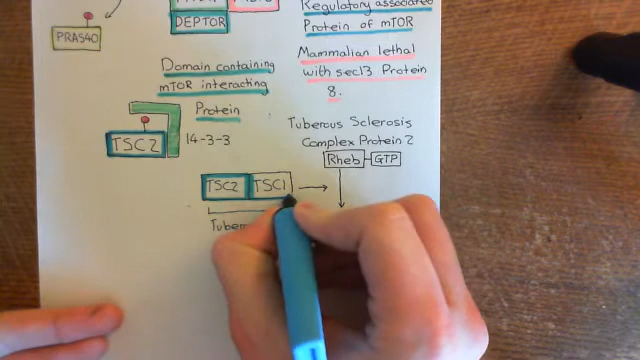 Regulatory associated
Protein of mTOR
DEPTOR
PRAS40
Mammalian lethal
with sec13 Protein
8.
Domain containing
mTOR interacting
Protein
TSC2
14-3-3
Tuberous Sclerosis
Complex Protein 2
Rheb GTP
TSC2 TSC1